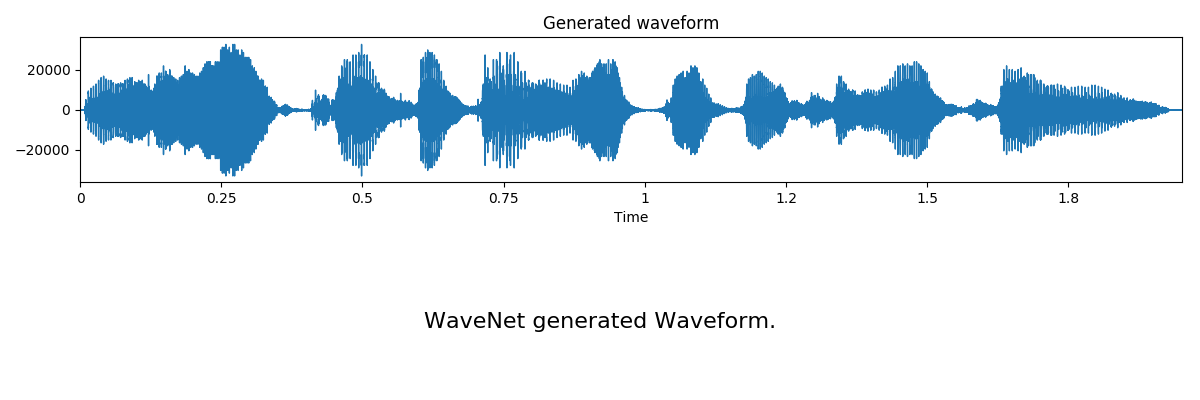 Generated waveform
20000
0
−20000
0 0.25 0.5 0.75 1 1.2 1.5 1.8
Time
WaveNet generated Waveform.